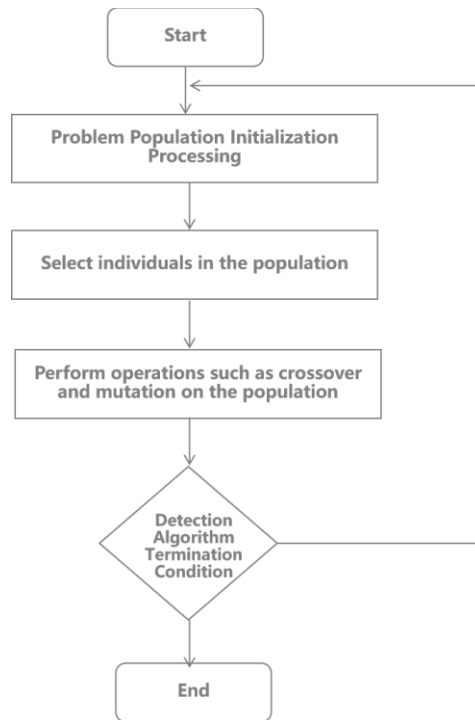 Start
Problem Population Initialization
Processing
Select individuals in the population
Perform operations such as crossover
and mutation on the population
Detection
Algorithm
Termination
Condition
End